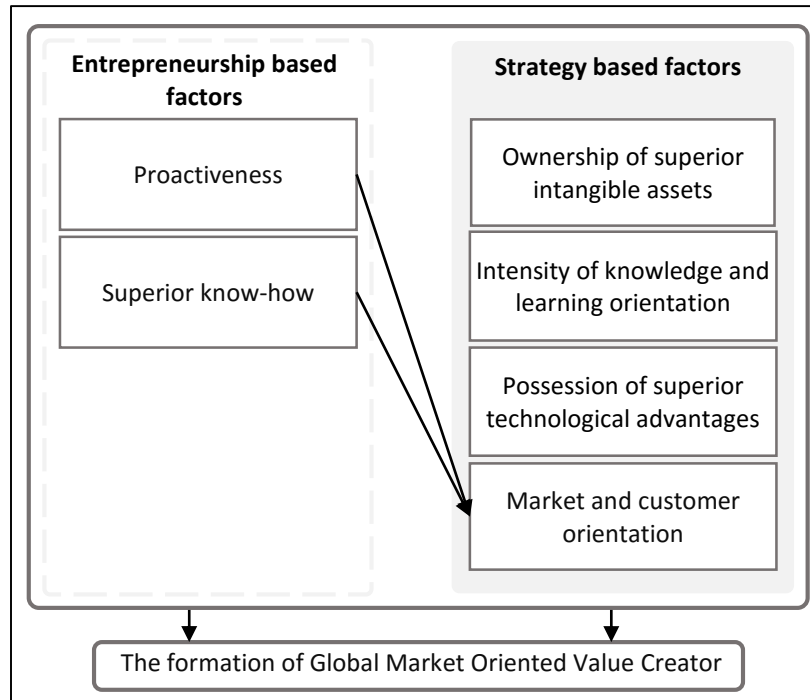 Entrepreneurship based
factors
Proactiveness
Superior know-how
Strategy based factors
Ownership of superior
intangible assets
Intensity of knowledge and
learning orientation
Possession of superior
technological advantages
Market and customer
orientation
The formation of Global Market Oriented Value Creator